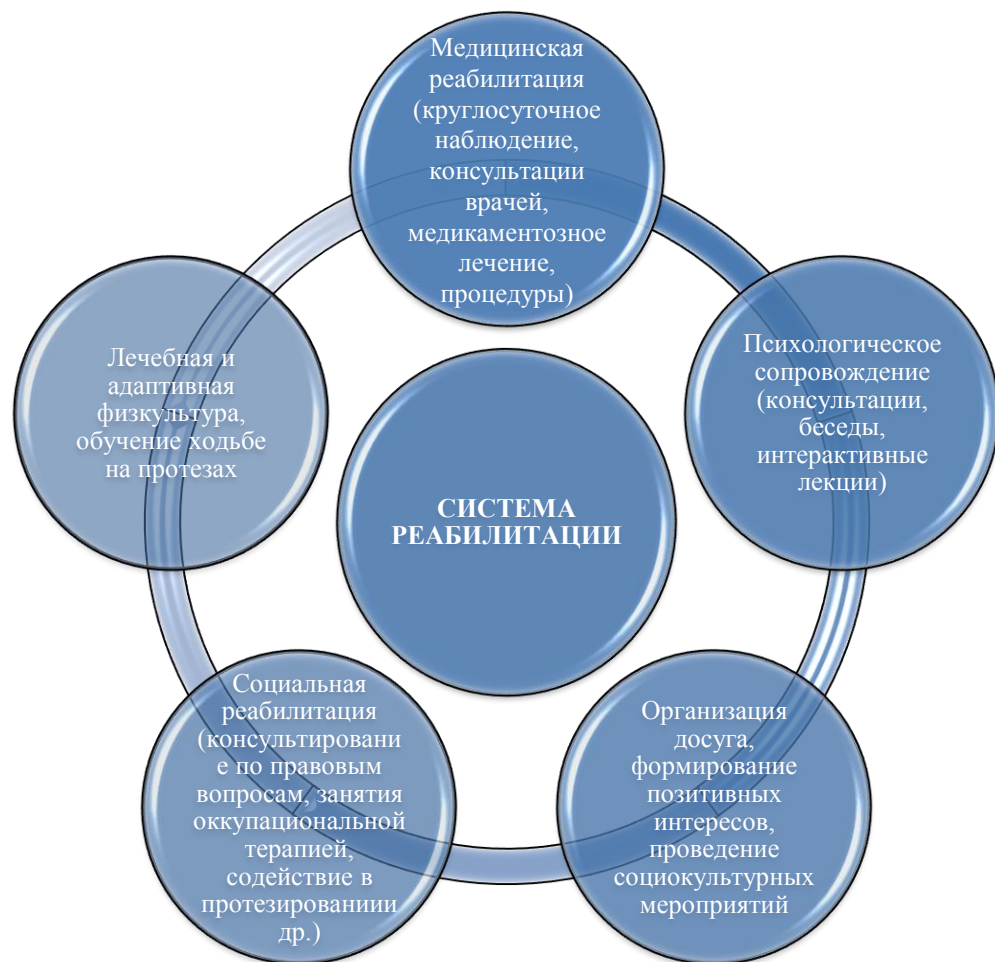 Медицинская
реабилитация
(круглосуточное
наблюдение,
консультации
врачей,
медикаментозное
лечение,
процедуры)
Психологическое
сопровождение
(консультации,
беседы,
интерактивные
лекции)
Организация
досуга,
формирование
позитивных
интересов,
проведение
социокультурных
мероприятий
Социальная
реабилитация
(консультировани
е по правовым
вопросам, занятия
оккупациональной
терапией,
содействие в
протезированиии
др.)
Лечебная и
адаптивная
физкультура,
обучение ходьбе
на протезах
СИСТЕМА
РЕАБИЛИТАЦИИ